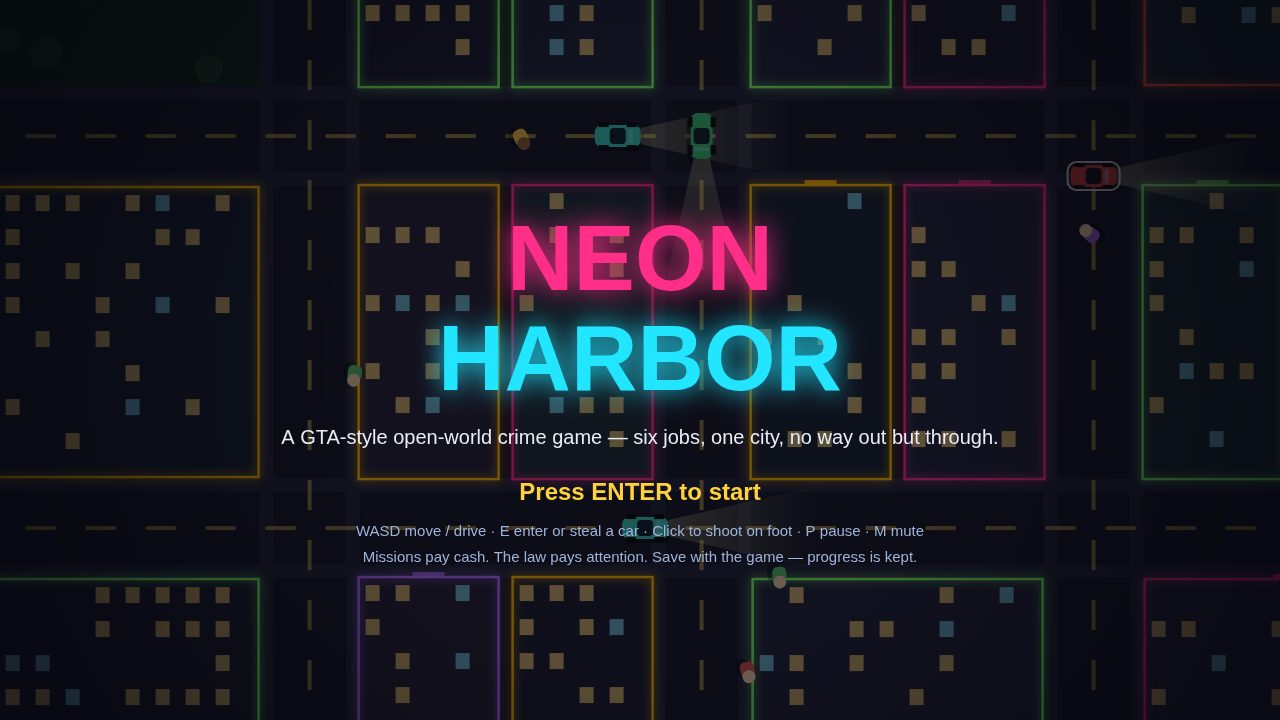 NEON
HARBOR
A GTA-style open-world crime game — six jobs, one city, no way out but through.
Press ENTER to start
WASD move / drive · E enter or steal a car · Click to shoot on foot · P pause · M mute
Missions pay cash. The law pays attention. Save with the game — progress is kept.